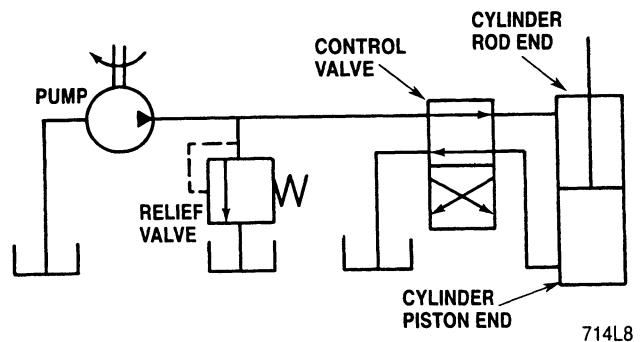 CYLINDER
ROD END
CONTROL
VALVE
PUMP
RELIEF
VALVE
CYLINDER
PISTON END
714L8